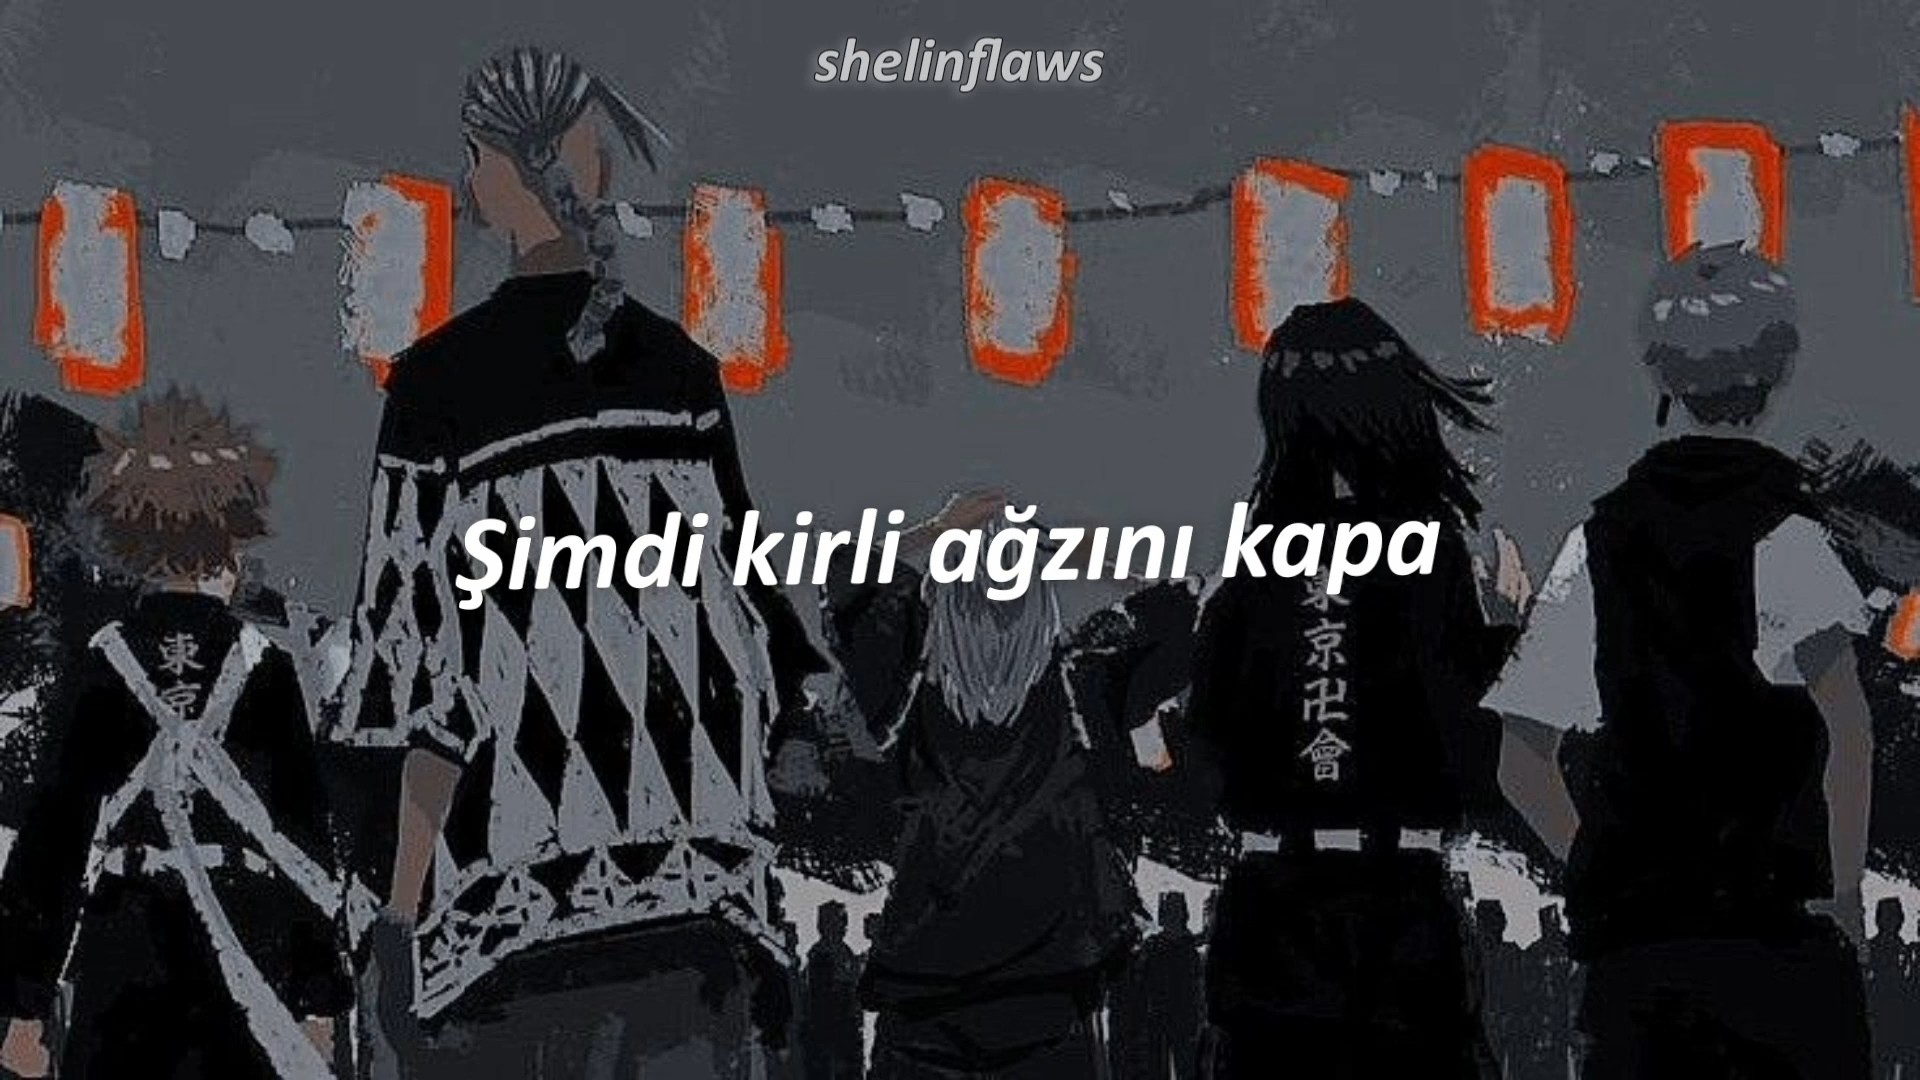 shelinflaws
Şimdi kirli ağzını kapa
東
京
東
京
卍
會